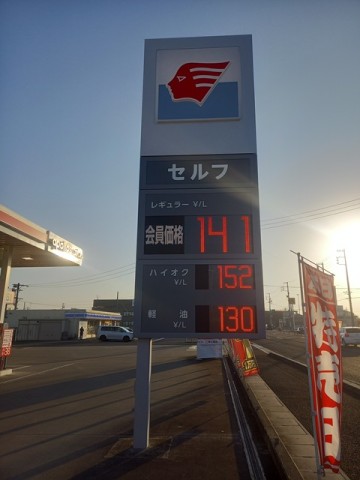 セルフ
レギュラー ¥/L
会員価格 141
ハイオク ¥/L 152
軽 油 ¥/L 130